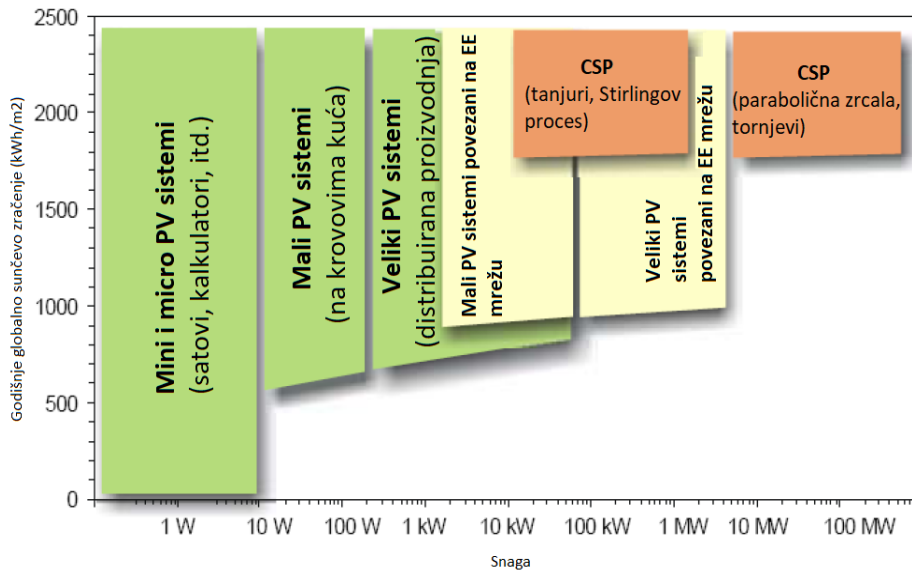 2500
2000
1500
1000
500
0
Godišnje globalno sunčevo zračenje (kWh/m2)
Mini i micro PV sistemi
(satovi, kalkulatori, itd.)
Mali PV sistemi
(na krovovima kuća)
Veliki PV sistemi
(distribuirana proizvodnja)
Mali PV sistemi povezani na EE
mrežu
CSP
(tanjuri, Stirlingov
proces)
Veliki PV
sistemi
povezani na EE mrežu
CSP
(parabolična zrcala,
tornjevi)
1 W 10 W 100 W 1 kW 10 kW 100 kW 1 MW 10 MW 100 MW
Snaga